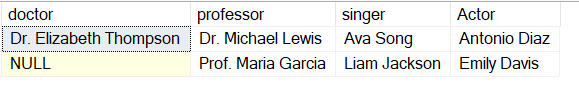 doctor professor singer Actor
Dr. Elizabeth Thompson Dr. Michael Lewis Ava Song Antonio Diaz
NULL Prof. Maria Garcia Liam Jackson Emily Davis